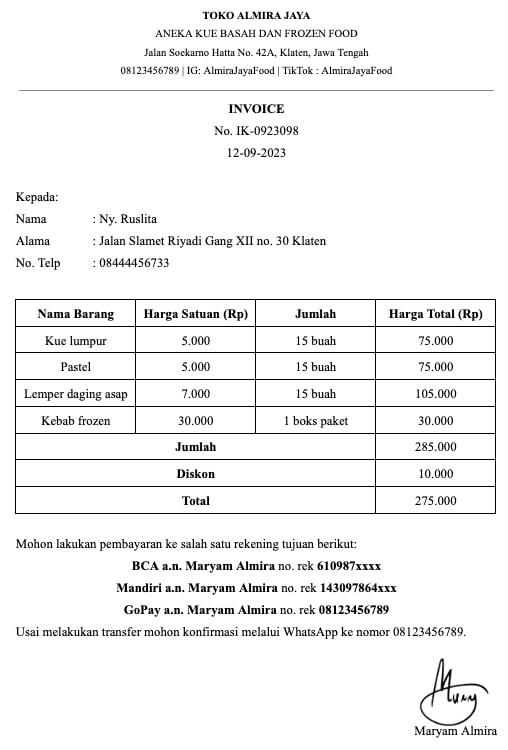 TOKO ALMIRA JAYA
ANEKA KUE BASAH DAN FROZEN FOOD
Jalan Soekarno Hatta No. 42A, Klaten, Jawa Tengah
08123456789 | IG: AlmiraJayaFood | TikTok : AlmiraJayaFood
INVOICE
No. IK-0923098
12-09-2023
Kepada:
Nama : Ny. Ruslita
Alama : Jalan Slamet Riyadi Gang XII no. 30 Klaten
No. Telp : 08444456733
Nama Barang Harga Satuan (Rp) Jumlah Harga Total (Rp)
Kue lumpur 5.000 15 buah 75.000
Pastel 5.000 15 buah 75.000
Lemper daging asap 7.000 15 buah 105.000
Kebab frozen 30.000 1 boks paket 30.000
Jumlah 285.000
Diskon 10.000
Total 275.000
Mohon lakukan pembayaran ke salah satu rekening tujuan berikut:
BCA a.n. Maryam Almira no. rek 610987xxxx
Mandiri a.n. Maryam Almira no. rek 143097864xxx
GoPay a.n. Maryam Almira no. rek 08123456789
Usai melakukan transfer mohon konfirmasi melalui WhatsApp ke nomor 08123456789.
Maryam Almira